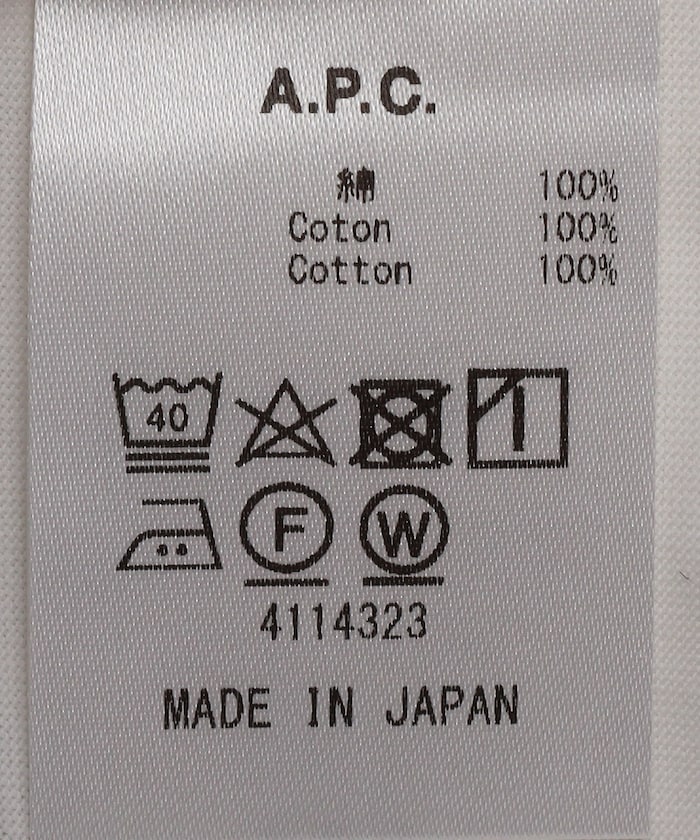 A.P.C.
綿 100%
Coton 100%
Cotton 100%
40
F W
4114323
MADE IN JAPAN